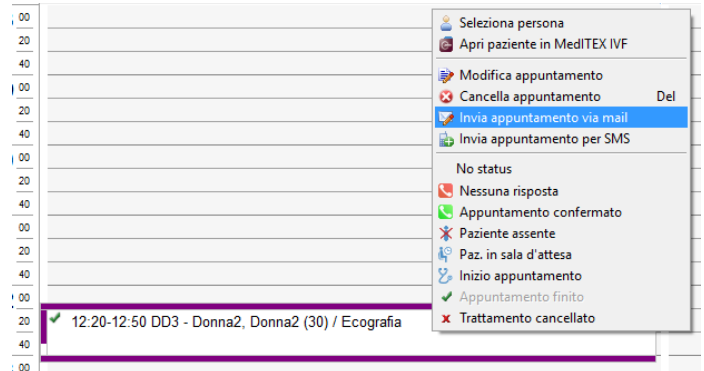 00
20
40
00
20
40
00
20
40
00
20
40
00
20
40
00
Seleziona persona
Apri paziente in MedITEX IVF
Modifica appuntamento
Cancella appuntamento Del
Invia appuntamento via mail
Invia appuntamento per SMS
No status
Nessuna risposta
Appuntamento confermato
Paziente assente
Paz. in sala d'attesa
Inizio appuntamento
Appuntamento finito
Trattamento cancellato
12:20-12:50 DD3 - Donna2, Donna2 (30) / Ecografia